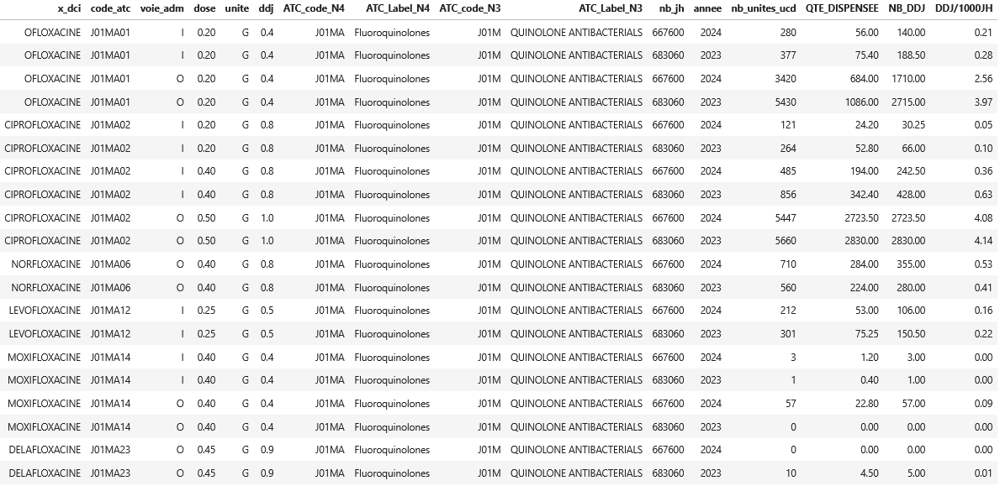 x_dci code_atc voie_adm dose unite ddj ATC_code_N4 ATC_Label_N4 ATC_code_N3 ATC_Label_N3 nb_jh annee nb_unites_ucd QTE_DISPENSEE NB_DDJ DDJ/1000JH
OFLOXACINE J01MA01 I 0.20 G 0.4 J01MA Fluoroquinolones J01M QUINOLONE ANTIBACTERIALS 667600 2024 280 56.00 140.00 0.21
OFLOXACINE J01MA01 I 0.20 G 0.4 J01MA Fluoroquinolones J01M QUINOLONE ANTIBACTERIALS 683060 2023 377 75.40 188.50 0.28
OFLOXACINE J01MA01 O 0.20 G 0.4 J01MA Fluoroquinolones J01M QUINOLONE ANTIBACTERIALS 667600 2024 3420 684.00 1710.00 2.56
OFLOXACINE J01MA01 O 0.20 G 0.4 J01MA Fluoroquinolones J01M QUINOLONE ANTIBACTERIALS 683060 2023 5430 1086.00 2715.00 3.97
CIPROFLOXACINE J01MA02 I 0.20 G 0.8 J01MA Fluoroquinolones J01M QUINOLONE ANTIBACTERIALS 667600 2024 121 24.20 30.25 0.05
CIPROFLOXACINE J01MA02 I 0.20 G 0.8 J01MA Fluoroquinolones J01M QUINOLONE ANTIBACTERIALS 683060 2023 264 52.80 66.00 0.10
CIPROFLOXACINE J01MA02 I 0.40 G 0.8 J01MA Fluoroquinolones J01M QUINOLONE ANTIBACTERIALS 667600 2024 485 194.00 242.50 0.36
CIPROFLOXACINE J01MA02 I 0.40 G 0.8 J01MA Fluoroquinolones J01M QUINOLONE ANTIBACTERIALS 683060 2023 856 342.40 428.00 0.63
CIPROFLOXACINE J01MA02 O 0.50 G 1.0 J01MA Fluoroquinolones J01M QUINOLONE ANTIBACTERIALS 667600 2024 5447 2723.50 2723.50 4.08
CIPROFLOXACINE J01MA02 O 0.50 G 1.0 J01MA Fluoroquinolones J01M QUINOLONE ANTIBACTERIALS 683060 2023 5660 2830.00 2830.00 4.14
NORFLOXACINE J01MA06 O 0.40 G 0.8 J01MA Fluoroquinolones J01M QUINOLONE ANTIBACTERIALS 667600 2024 710 284.00 355.00 0.53
NORFLOXACINE J01MA06 O 0.40 G 0.8 J01MA Fluoroquinolones J01M QUINOLONE ANTIBACTERIALS 683060 2023 560 224.00 280.00 0.41
LEVOFLOXACINE J01MA12 I 0.25 G 0.5 J01MA Fluoroquinolones J01M QUINOLONE ANTIBACTERIALS 667600 2024 212 53.00 106.00 0.16
LEVOFLOXACINE J01MA12 I 0.25 G 0.5 J01MA Fluoroquinolones J01M QUINOLONE ANTIBACTERIALS 683060 2023 301 75.25 150.50 0.22
MOXIFLOXACINE J01MA14 I 0.40 G 0.4 J01MA Fluoroquinolones J01M QUINOLONE ANTIBACTERIALS 667600 2024 3 1.20 3.00 0.00
MOXIFLOXACINE J01MA14 I 0.40 G 0.4 J01MA Fluoroquinolones J01M QUINOLONE ANTIBACTERIALS 683060 2023 1 0.40 1.00 0.00
MOXIFLOXACINE J01MA14 O 0.40 G 0.4 J01MA Fluoroquinolones J01M QUINOLONE ANTIBACTERIALS 667600 2024 57 22.80 57.00 0.09
MOXIFLOXACINE J01MA14 O 0.40 G 0.4 J01MA Fluoroquinolones J01M QUINOLONE ANTIBACTERIALS 683060 2023 0 0.00 0.00 0.00
DELAFLOXACINE J01MA23 O 0.45 G 0.9 J01MA Fluoroquinolones J01M QUINOLONE ANTIBACTERIALS 667600 2024 0 0.00 0.00 0.00
DELAFLOXACINE J01MA23 O 0.45 G 0.9 J01MA Fluoroquinolones J01M QUINOLONE ANTIBACTERIALS 683060 2023 10 4.50 5.00 0.01